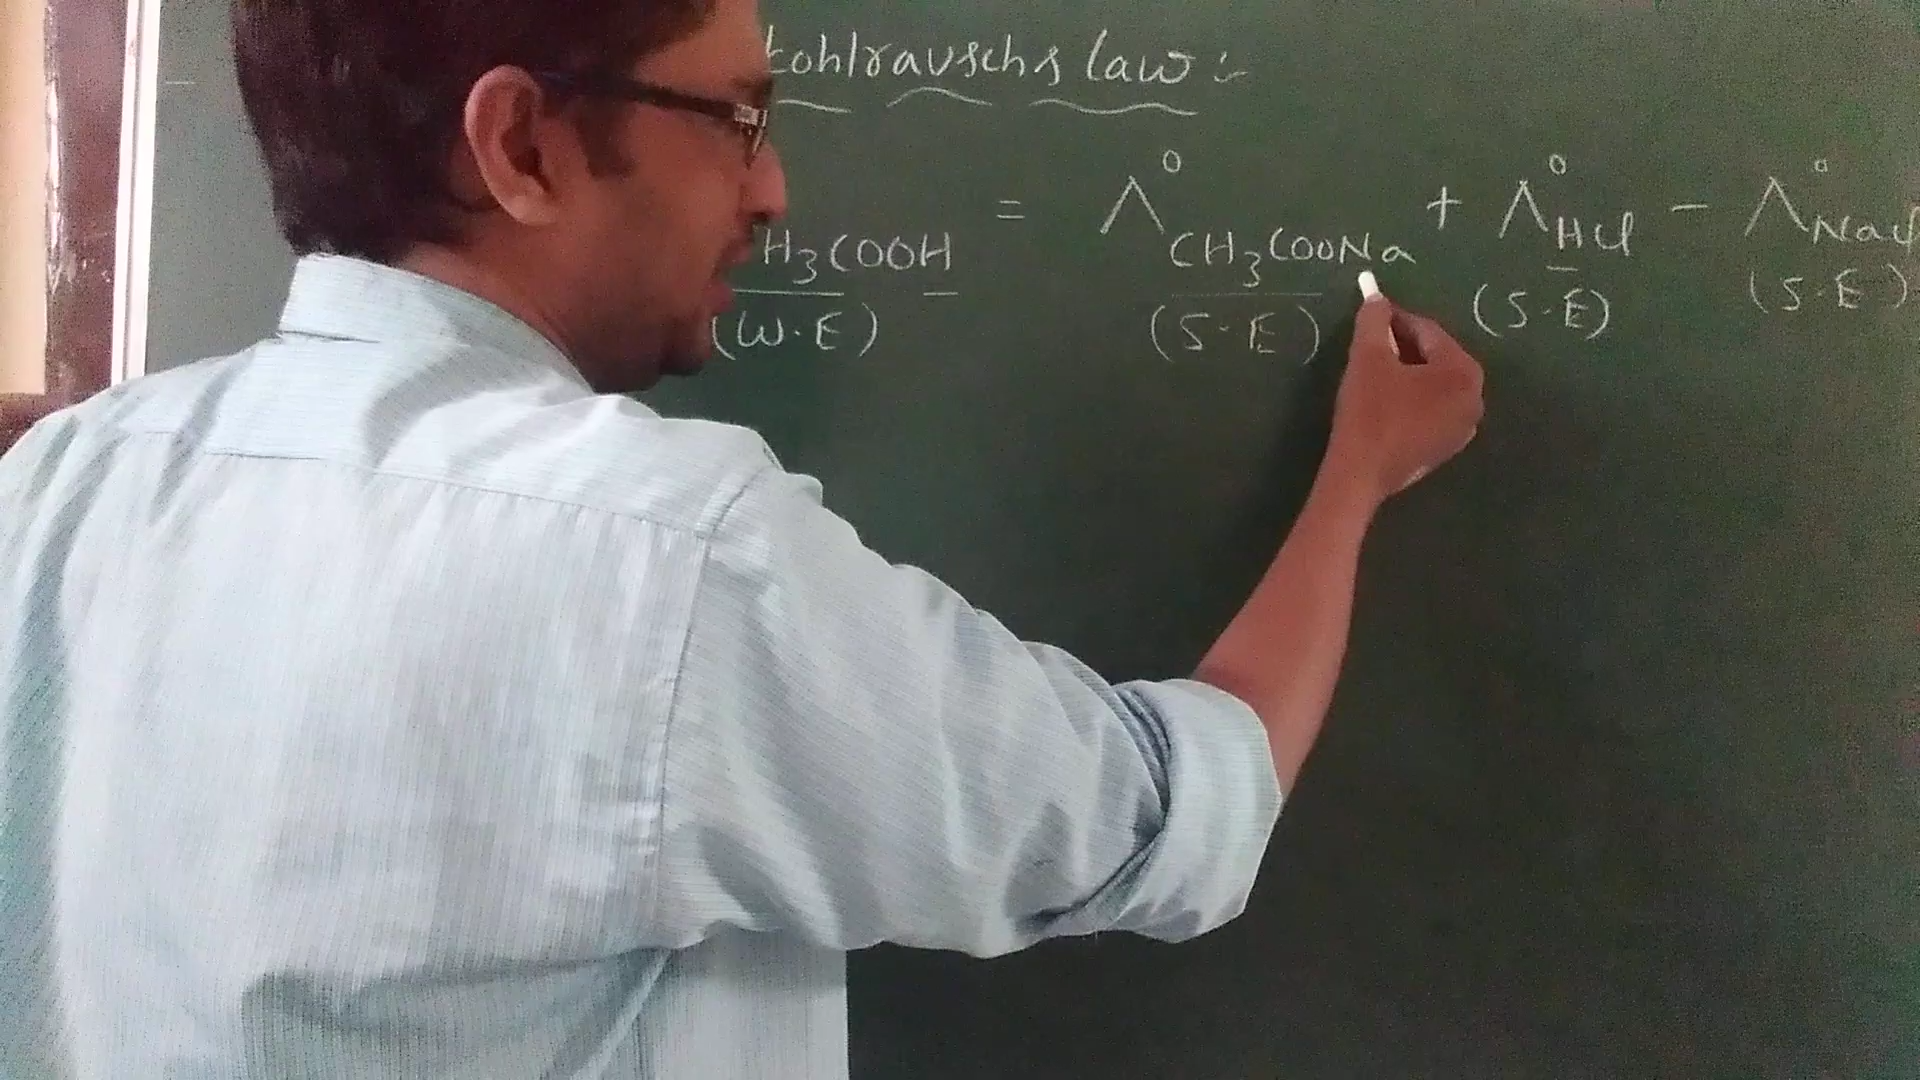 kohlrauschs law :-
H3COOH = Λ° CH3COONa + Λ° HCl - Λ° NaCl
(W.E) (S.E) (S.E) (S.E)